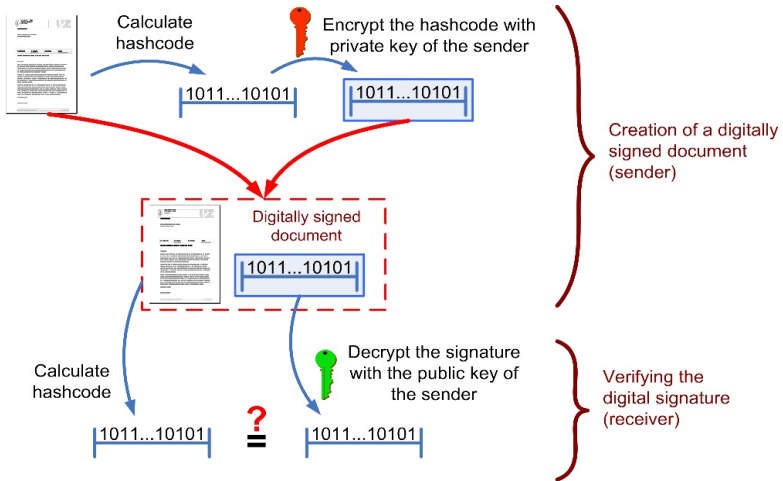 Calculate
hashcode
Encrypt the hashcode with
private key of the sender
1011...10101
1011...10101
Creation of a digitally
signed document
(sender)
Digitally signed
document
1011...10101
Calculate
hashcode
Decrypt the signature
with the public key of
the sender
Verifying the
digital signature
(receiver)
1011...10101
?
=
1011...10101